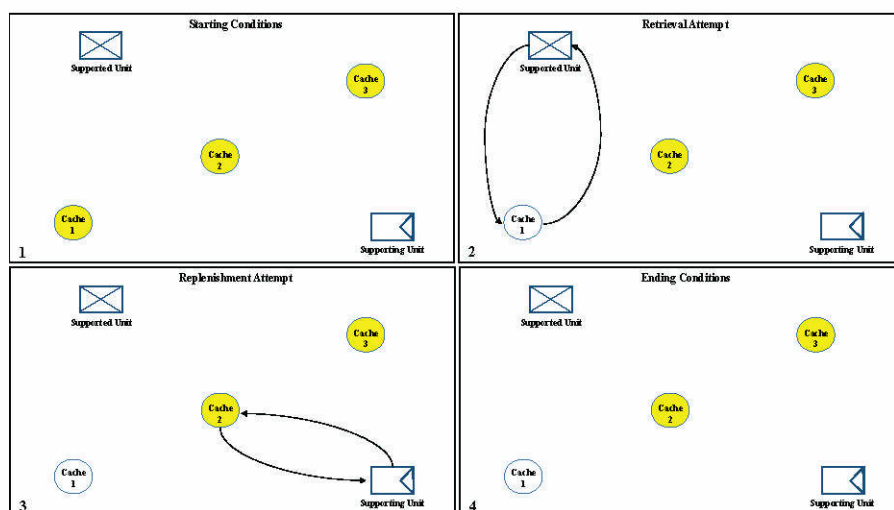 Starting Conditions
Supported Unit
Cache
3
Cache
2
Cache
1
Supporting Unit
1
Retrieval Attempt
Supported Unit
Cache
3
Cache
2
Cache
1
Supporting Unit
2
Replenishment Attempt
Supported Unit
Cache
3
Cache
2
Cache
1
Supporting Unit
3
Ending Conditions
Supported Unit
Cache
3
Cache
2
Cache
1
Supporting Unit
4